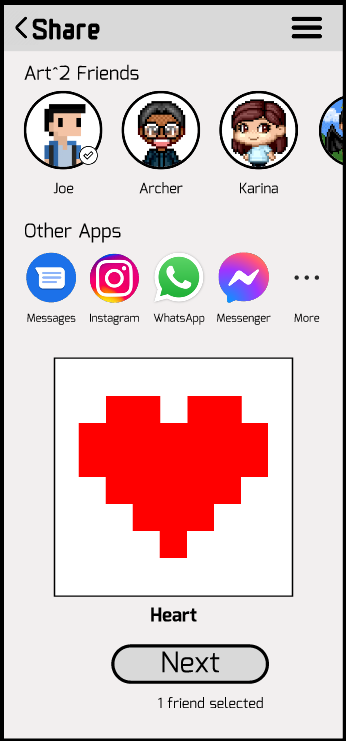 Share
Art^2 Friends
Joe Archer Karina
Other Apps
Messages Instagram WhatsApp Messenger More
Heart
Next
1 friend selected